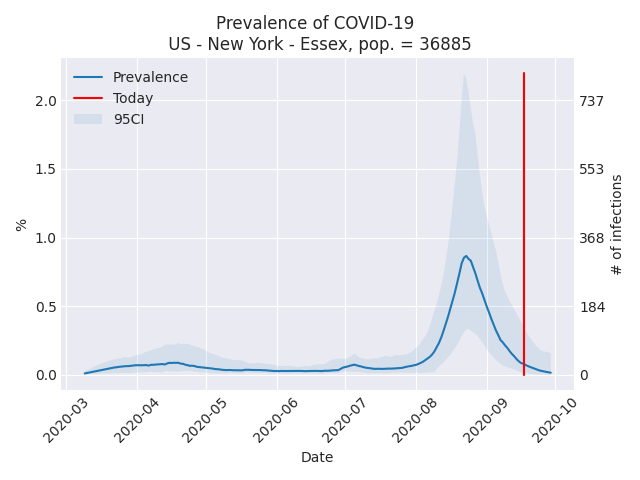 Prevalence of COVID-19
US - New York - Essex, pop. = 36885
Prevalence
Today
95CI
2.0
1.5
1.0
0.5
0.0
%
737
553
368
184
0
# of infections
2020-03
2020-04
2020-05
2020-06
2020-07
2020-08
2020-09
2020-10
Date